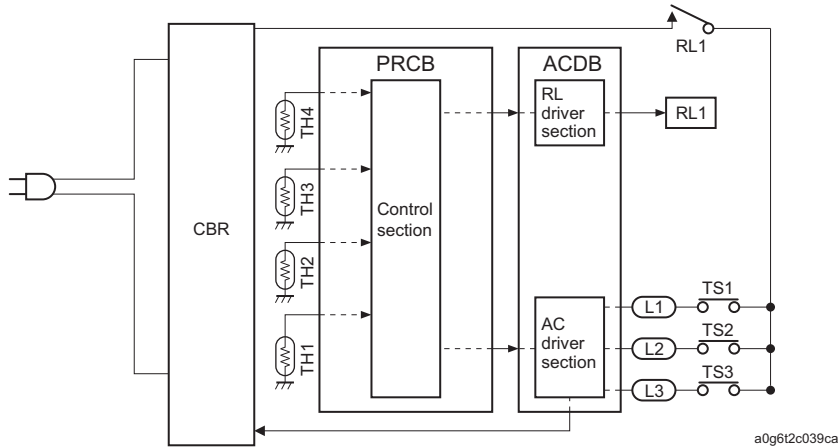 RL1
PRCB
ACDB
TH4
RL
driver
section
RL1
TH3
CBR
Control
section
TH2
TS1
L1
TH1
AC
driver
section
TS2
L2
TS3
L3
a0g6t2c039ca